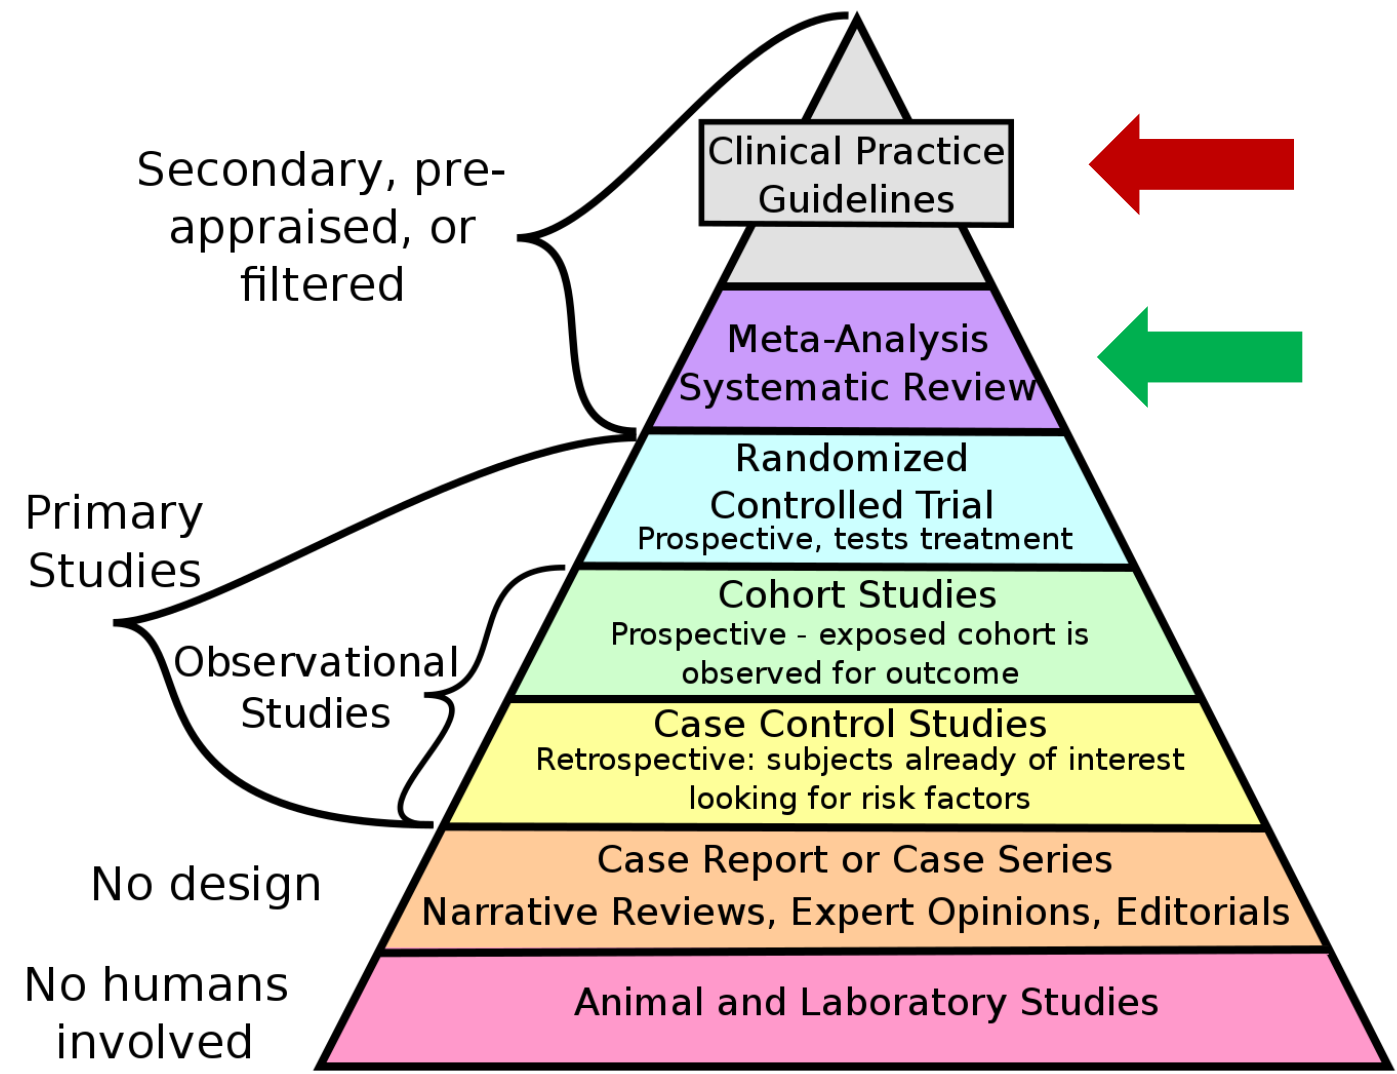 Clinical Practice
Guidelines
Secondary, pre-
appraised, or
filtered
Meta-Analysis
Systematic Review
Randomized
Controlled Trial
Prospective, tests treatment
Primary
Studies
Cohort Studies
Prospective - exposed cohort is
observed for outcome
Observational
Studies
Case Control Studies
Retrospective: subjects already of interest
looking for risk factors
No design
Case Report or Case Series
Narrative Reviews, Expert Opinions, Editorials
No humans
involved
Animal and Laboratory Studies